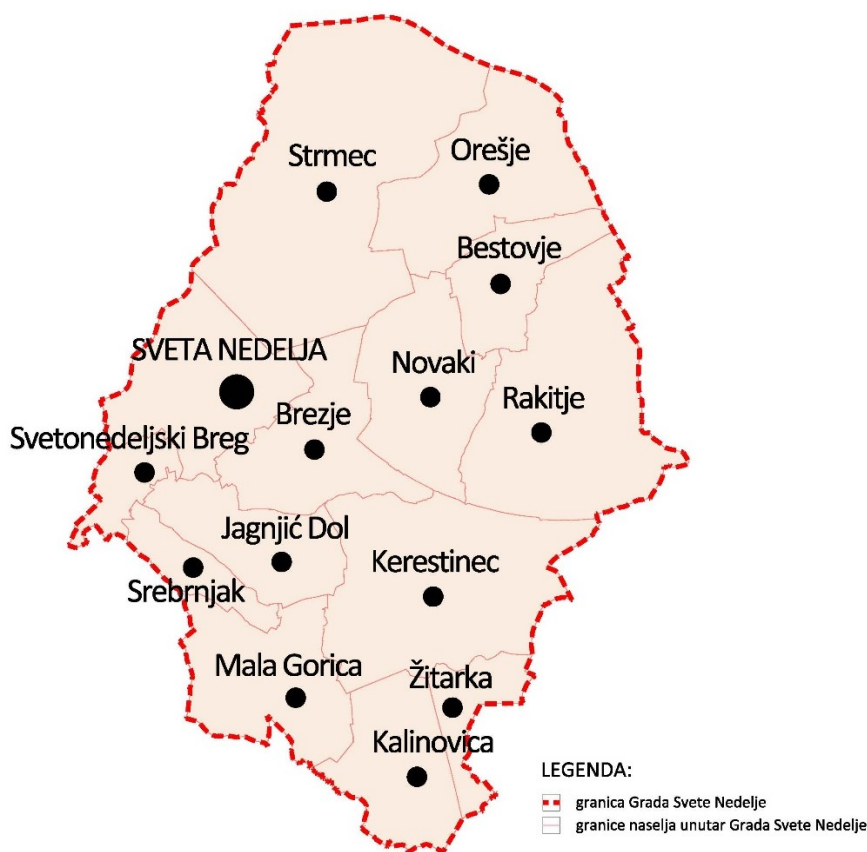 Strmec
Orešje
Bestovje
SVETA NEDELJA
Novaki
Rakitje
Brezje
Svetonedeljski Breg
Jagnjić Dol
Kerestinec
Srebrnjak
Mala Gorica
Žitarka
Kalinovica
LEGENDA:
granica Grada Svete Nedelje
granice naselja unutar Grada Svete Nedelje